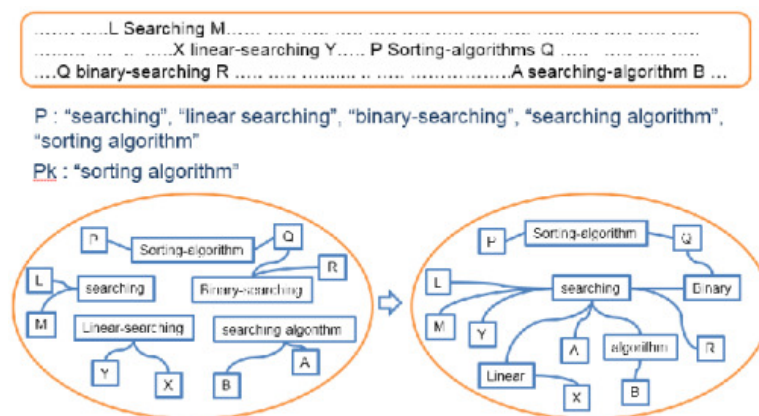 ....... .....L Searching M..... ..... ..... ..... ..... ..... ..... ..... ..... ..... ..... .....
.......... ... .. .....X linear-searching Y..... P Sorting-algorithms Q ..... ..... ..... .....
....Q binary-searching R ..... ..... .......... .. ..... ....................A searching-algorithm B ...
P : “searching”, “linear searching”, “binary-searching”, “searching algorithm”,
“sorting algorithm”
Pk : “sorting algorithm”
P
Sorting-algorithm
Q
R
L
searching
Binary-searching
M
Linear-searching
searching algorithm
Y
X
B
A
P
Sorting-algorithm
Q
L
searching
Binary
M
Y
A
algorithm
R
Linear
X
B